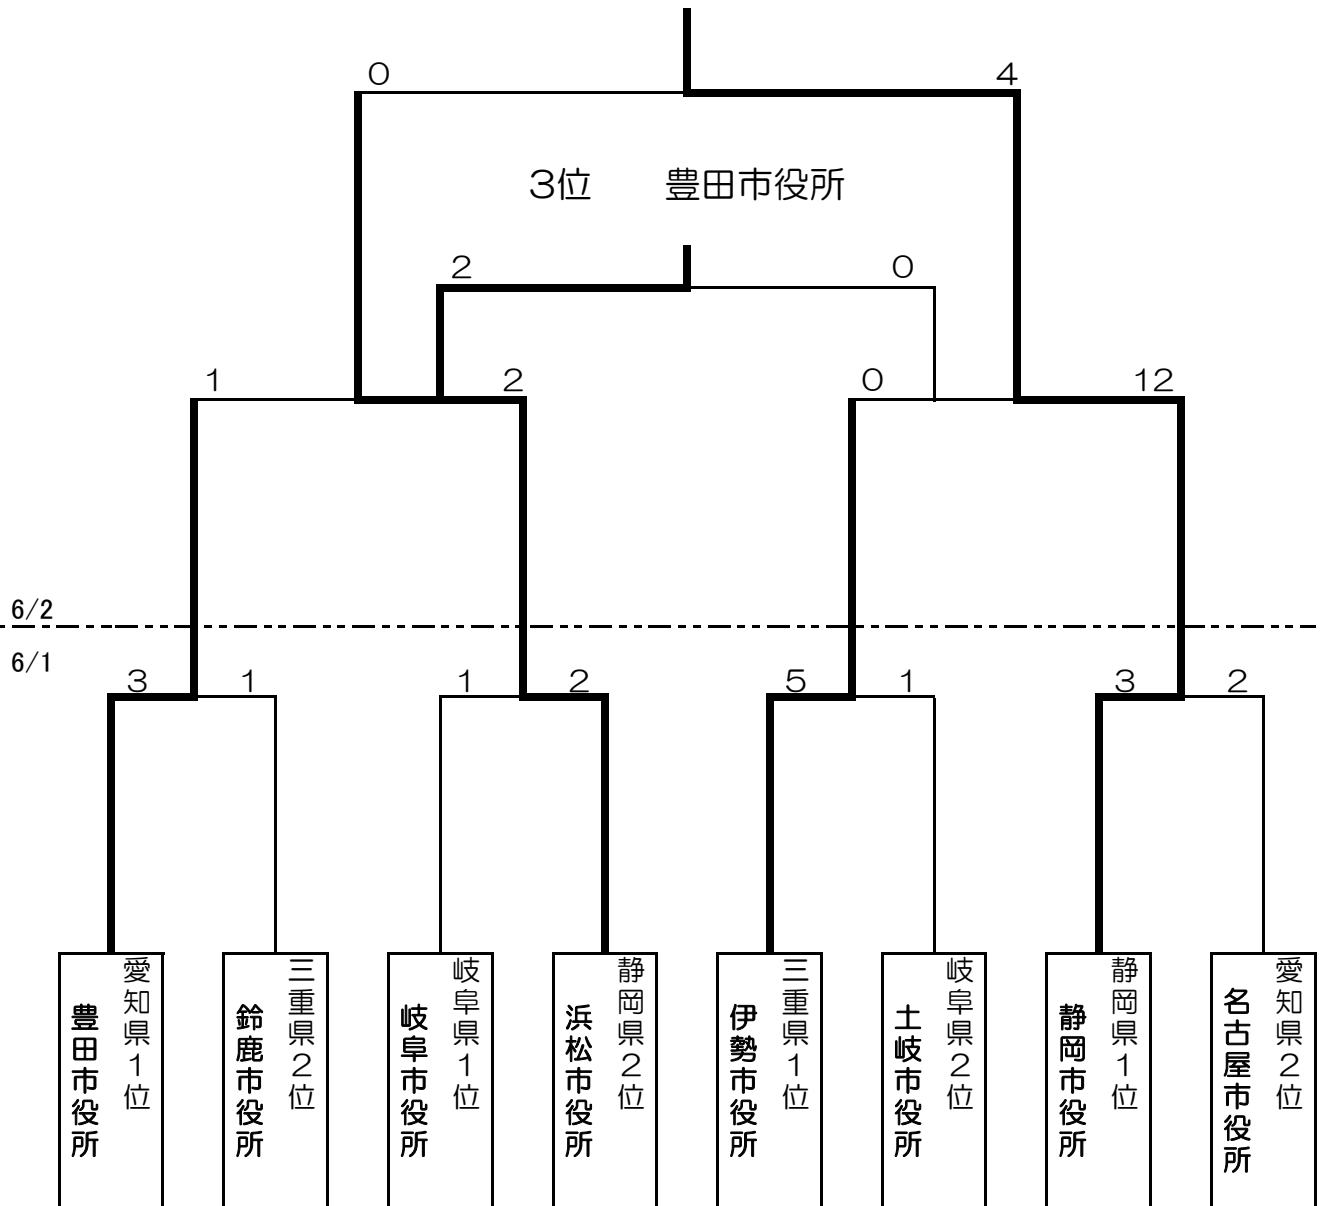 ０
４
３位　　豊田市役所
２
０
１
２
０
12
6/2
6/1
３
１
１
２
５
１
３
２
愛知県１位
豊田市役所
三重県２位
鈴鹿市役所
岐阜県１位
岐阜市役所
静岡県２位
浜松市役所
三重県１位
伊勢市役所
岐阜県２位
土岐市役所
静岡県１位
静岡市役所
愛知県２位
名古屋市役所